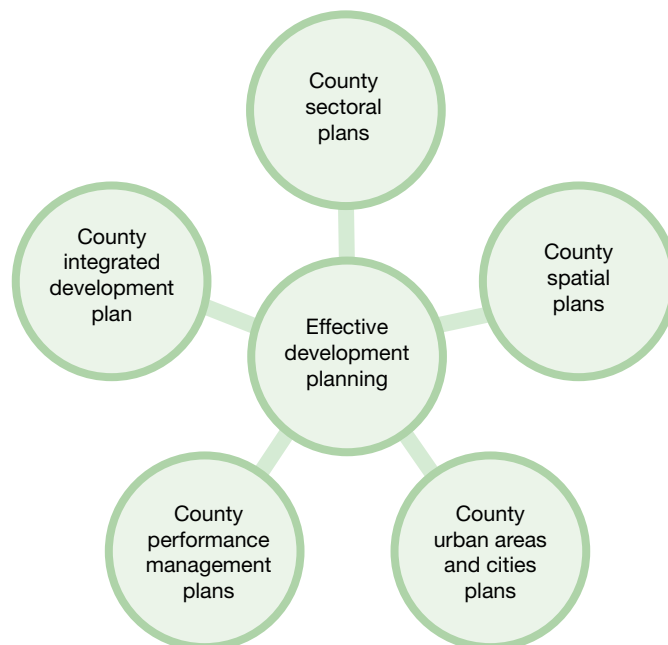 County
sectoral
plans
County
integrated
development
plan
County
spatial
plans
Effective
development
planning
County
performance
management
plans
County
urban areas
and cities
plans